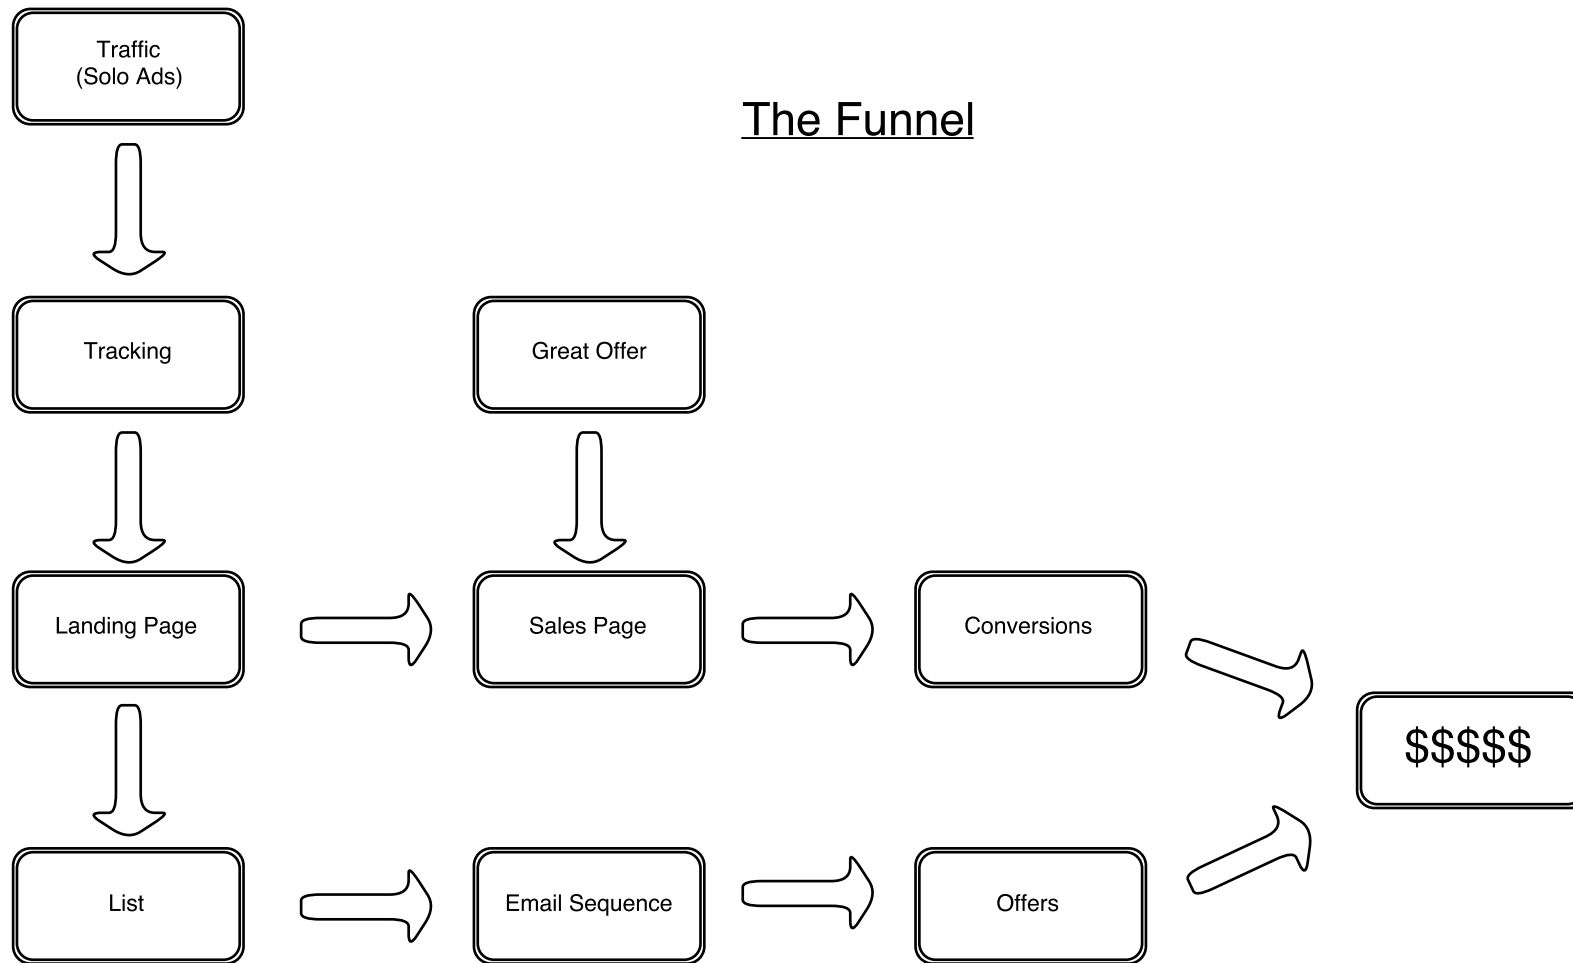 Traffic
(Solo Ads)
The Funnel
Tracking
Great Offer
Landing Page
Sales Page
Conversions
$$$$$
List
Email Sequence
Offers